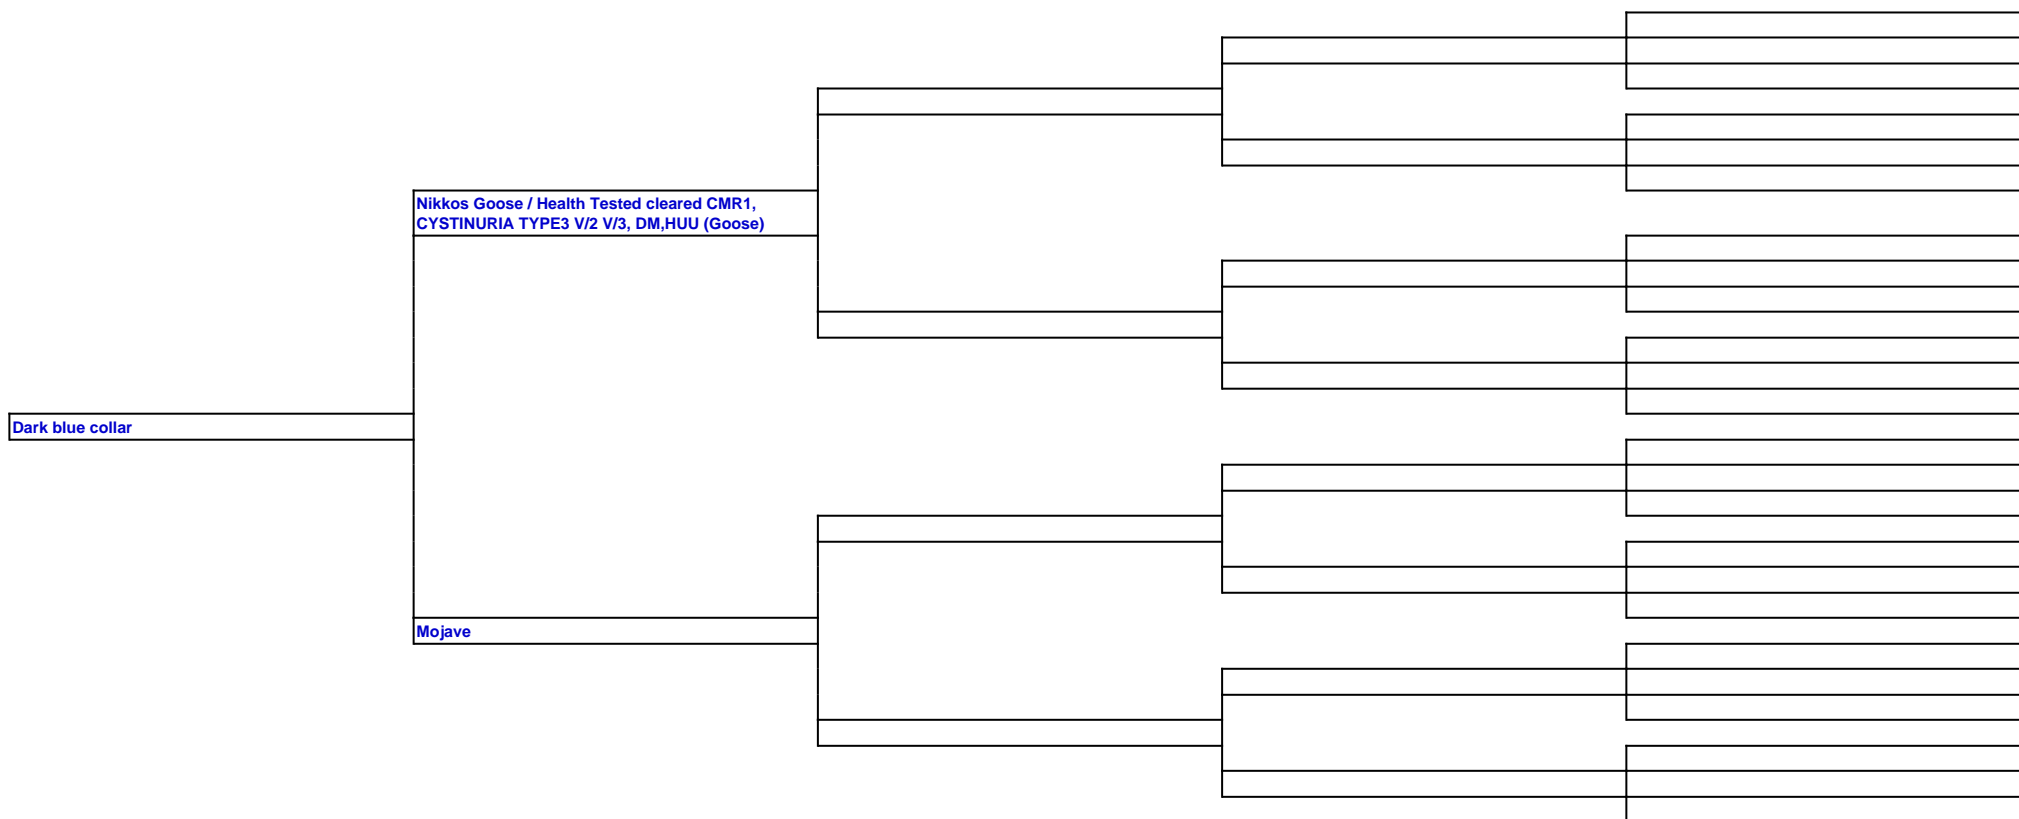 Nikkos Goose / Health Tested cleared CMR1,
CYSTINURIA TYPE3 V/2 V/3, DM,HUU (Goose)
Dark blue collar
Mojave